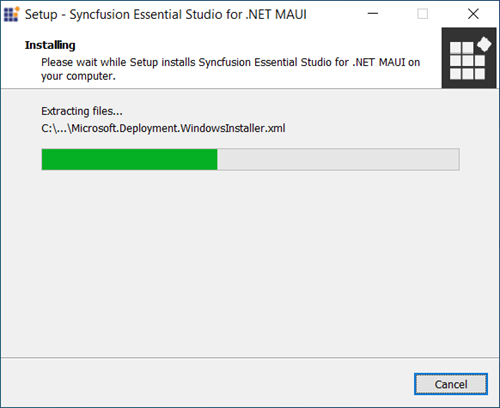 Setup - Syncfusion Essential Studio for .NET MAUI
Installing
Please wait while Setup installs Syncfusion Essential Studio for .NET MAUI on
your computer.
Extracting files...
C:\...\Microsoft.Deployment.WindowsInstaller.xml
Cancel